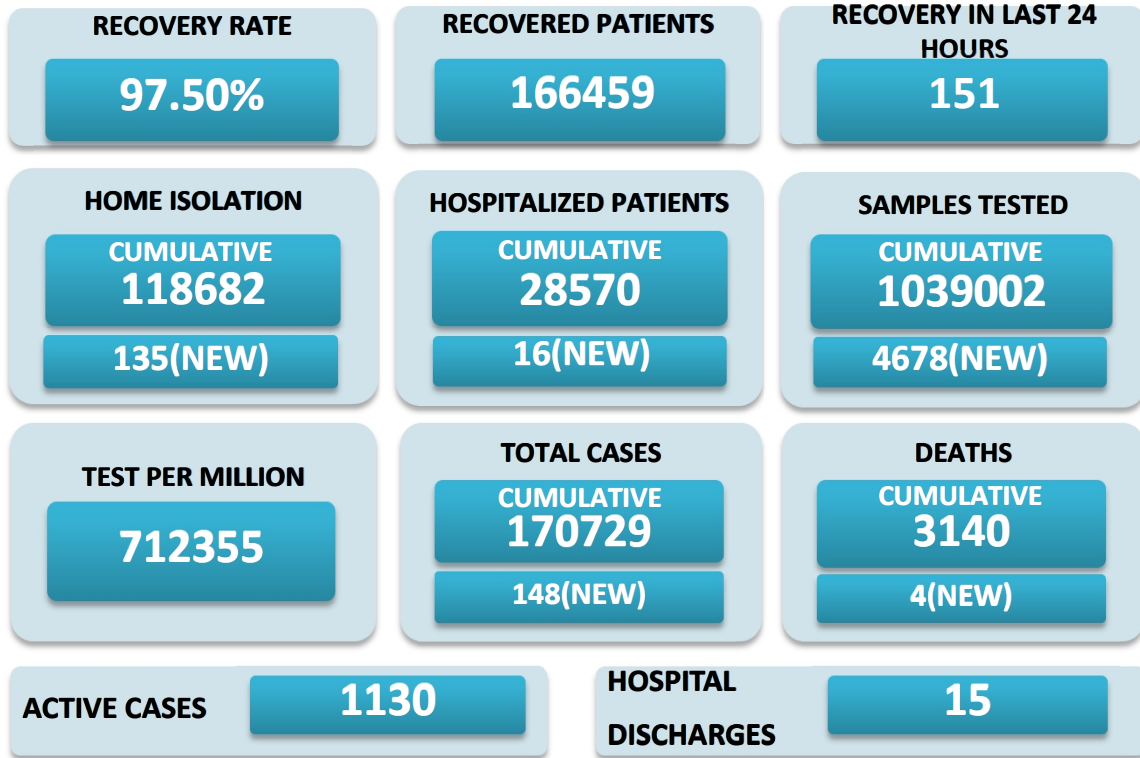 RECOVERY RATE
97.50%
RECOVERED PATIENTS
166459
RECOVERY IN LAST 24
HOURS
151
HOME ISOLATION
CUMULATIVE
118682
135(NEW)
HOSPITALIZED PATIENTS
CUMULATIVE
28570
16(NEW)
SAMPLES TESTED
CUMULATIVE
1039002
4678(NEW)
TEST PER MILLION
712355
TOTAL CASES
CUMULATIVE
170729
148(NEW)
DEATHS
CUMULATIVE
3140
4(NEW)
ACTIVE CASES
1130
HOSPITAL
DISCHARGES
15